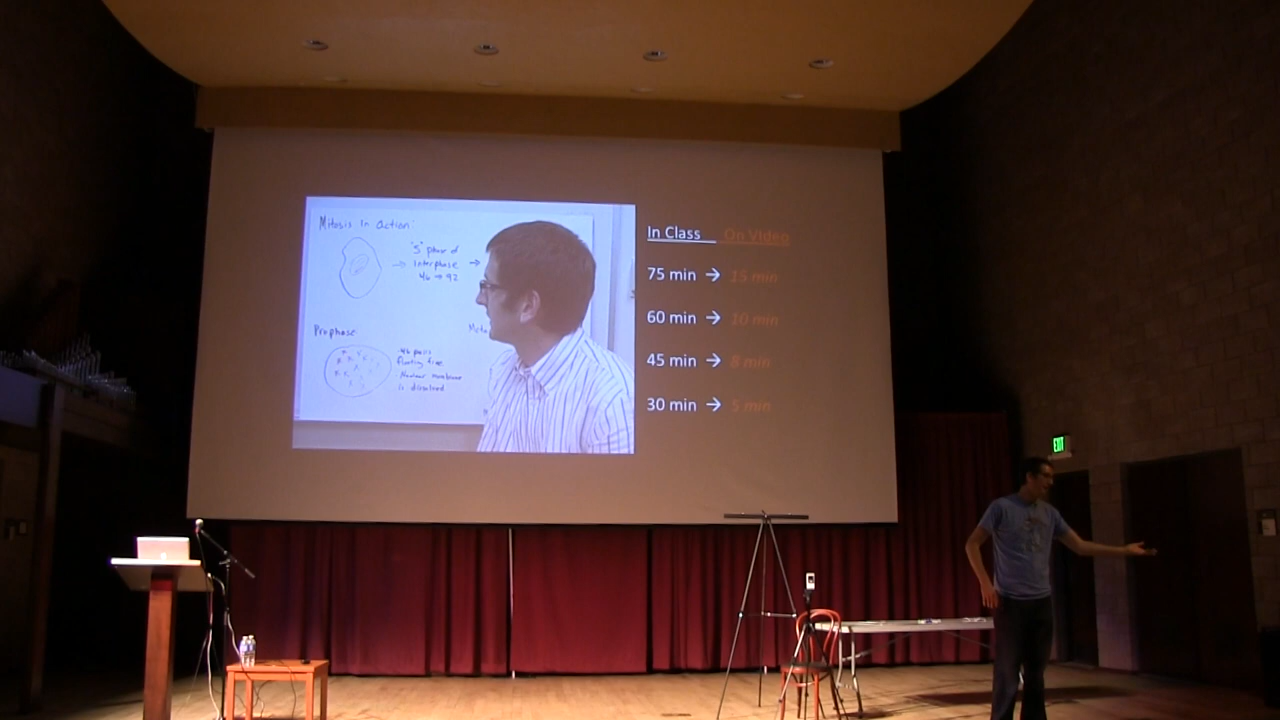 Mitosis in action:
"S" phase of
interphase
46 → 92
Prophase
46 pairs
floating free
Nuclear membrane
is dissolved
In Class On Video
75 min → 15 min
60 min → 10 min
45 min → 8 min
30 min → 5 min
EXIT